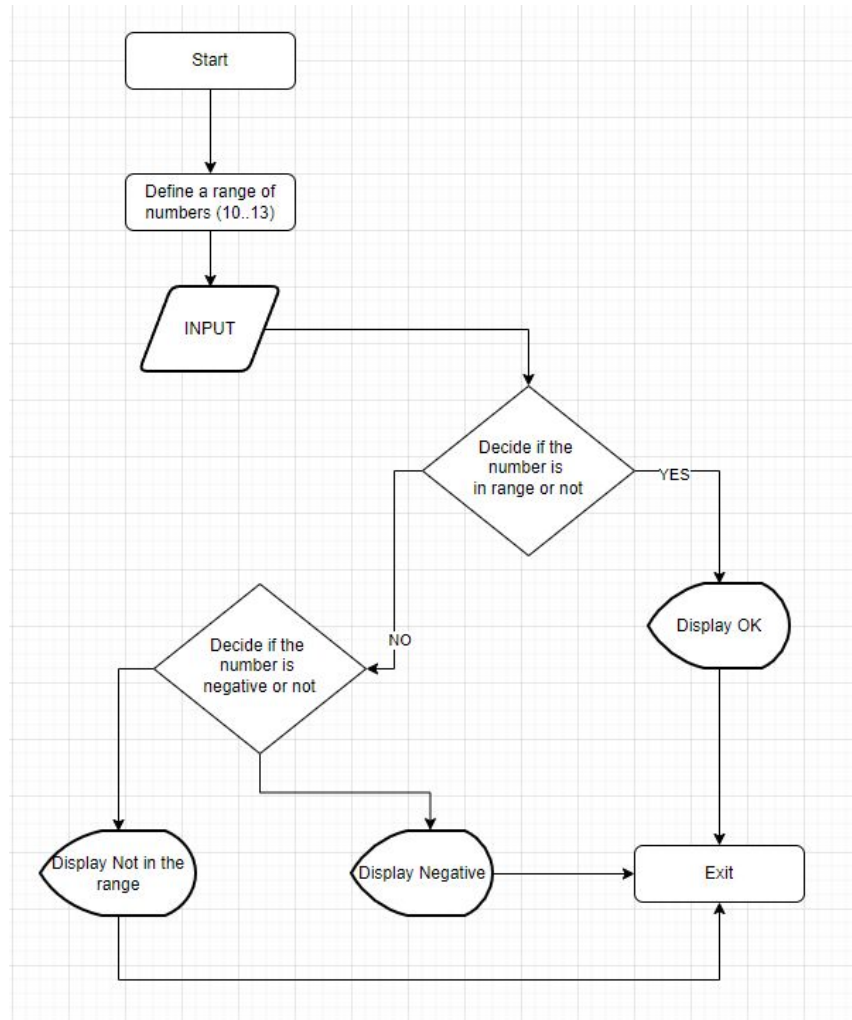 Start
Define a range of
numbers (10..13)
INPUT
Decide if the
number is
in range or not
YES
Display OK
NO
Decide if the
number is
negative or not
Display Not in the
range
Display Negative
Exit